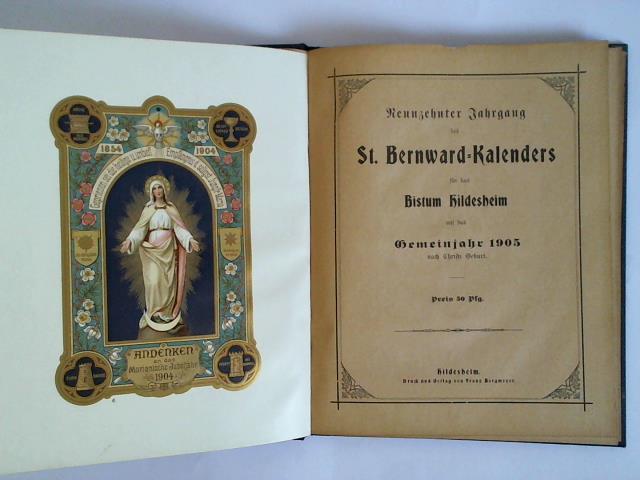 1854
1904
ANDENKEN
an das
Marianische Jubeljahr
1904
Neunzehnter Jahrgang
des
St. Bernward=Kalenders
für das
Bistum Hildesheim
auf das
Gemeinjahr 1905
nach Christi Geburt.
Preis 50 Pfg.
Hildesheim.
Druck und Verlag von Franz Borgmeyer.